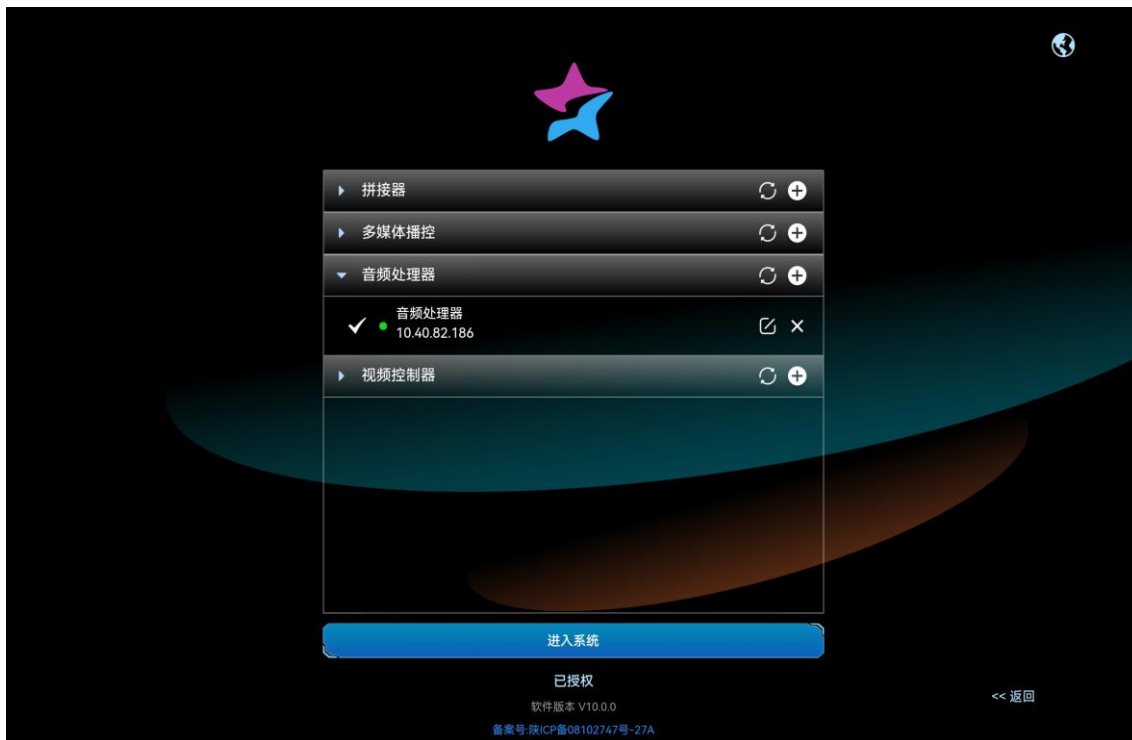 拼接器
多媒体播控
音频处理器
音频处理器
10.40.82.186
视频控制器
进入系统
已授权
软件版本 V10.0.0
<< 返回
备案号:陕ICP备08102747号-27A